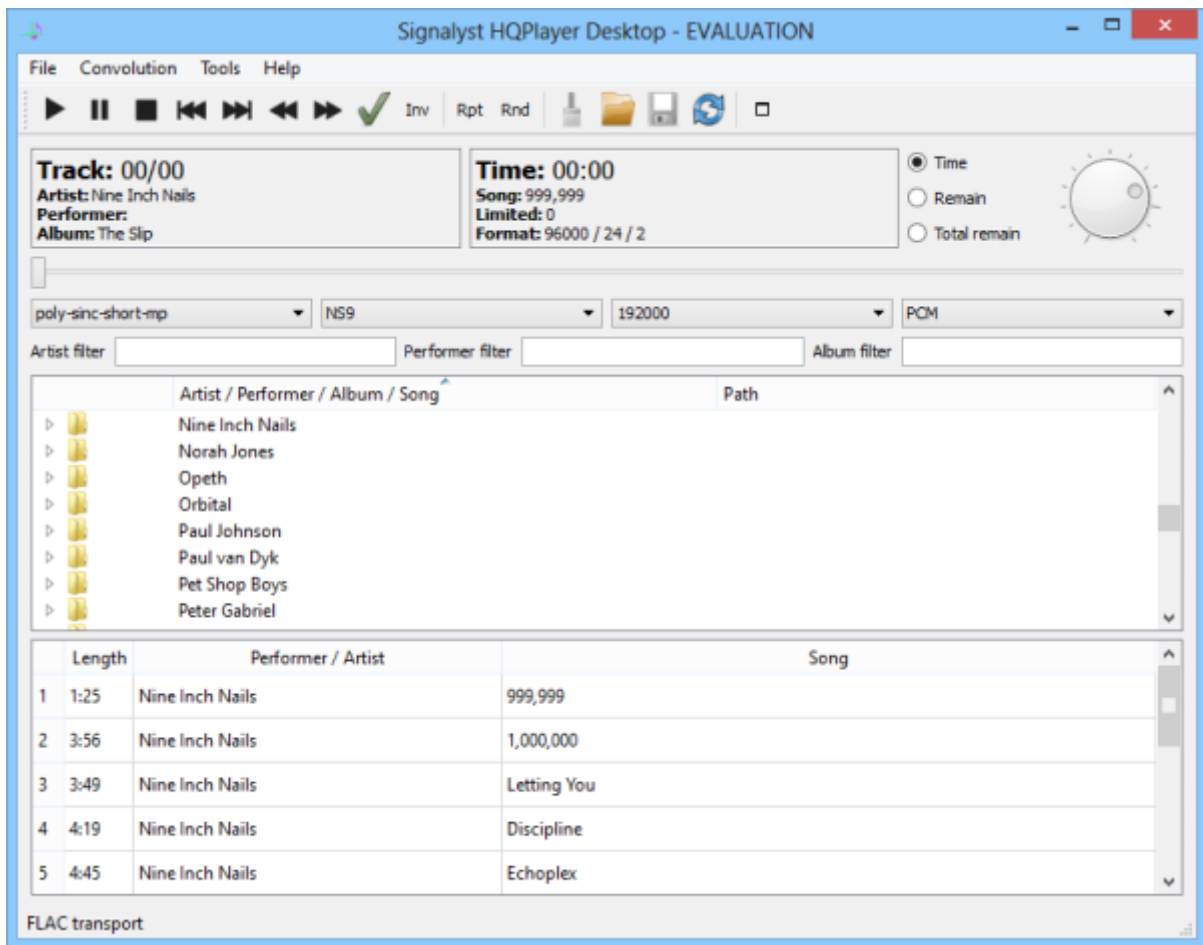 Signalyst HQPlayer Desktop - EVALUATION
File Convolution Tools Help
Inv Rpt Rnd
Track: 00/00
Artist: Nine Inch Nails
Performer:
Album: The Slip
Time: 00:00
Song: 999,999
Limited: 0
Format: 96000 / 24 / 2
Time
Remain
Total remain
poly-sinc-short-mp NS9 192000 PCM
Artist filter Performer filter Album filter
Artist / Performer / Album / Song Path
Nine Inch Nails
Norah Jones
Opeth
Orbital
Paul Johnson
Paul van Dyk
Pet Shop Boys
Peter Gabriel
Length Performer / Artist Song
1 1:25 Nine Inch Nails 999,999
2 3:56 Nine Inch Nails 1,000,000
3 3:49 Nine Inch Nails Letting You
4 4:19 Nine Inch Nails Discipline
5 4:45 Nine Inch Nails Echoplex
FLAC transport